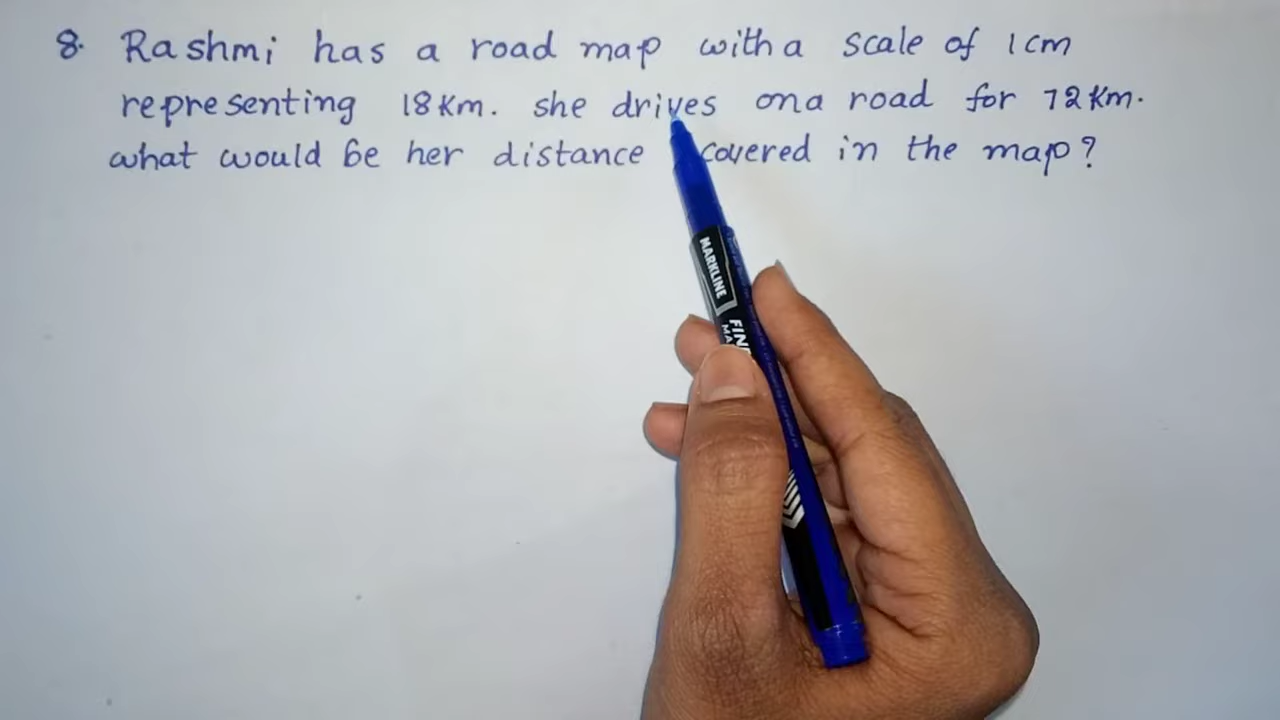 8. Rashmi has a road map with a scale of 1cm
representing 18km. she drives on a road for 72km.
what would be her distance covered in the map?
MARKLINE